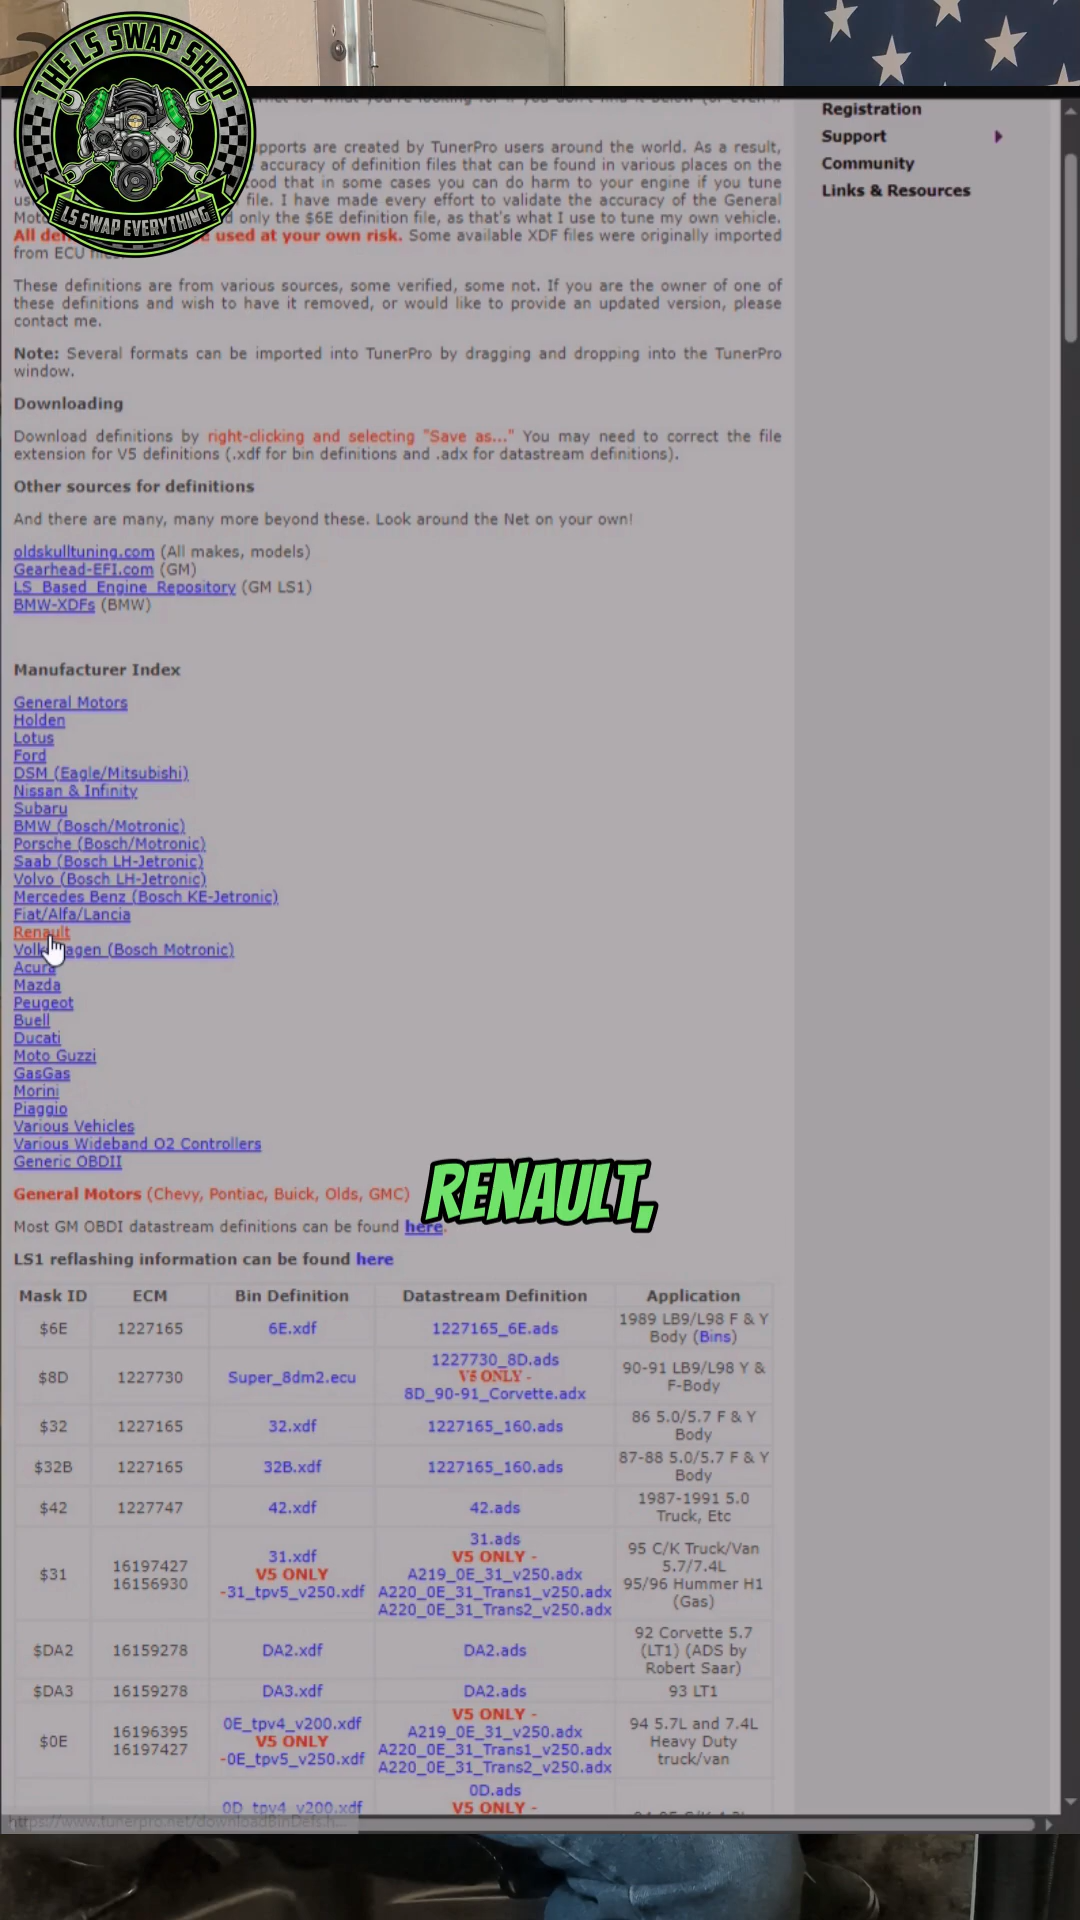 THE LS SWAP SHOP
LS SWAP EVERYTHING
Registration
Support
Community
Links & Resources
pports are created by TunerPro users around the world. As a result,
accuracy of definition files that can be found in various places on the
ood that in some cases you can do harm to your engine if you tune
file. I have made every effort to validate the accuracy of the General
Mot d only the $6E definition file, as that's what I use to tune my own vehicle.
All de used at your own risk. Some available XDF files were originally imported
from ECU
These definitions are from various sources, some verified, some not. If you are the owner of one of
these definitions and wish to have it removed, or would like to provide an updated version, please
contact me.
Note: Several formats can be imported into TunerPro by dragging and dropping into the TunerPro
window.
Downloading
Download definitions by right-clicking and selecting "Save as..." You may need to correct the file
extension for V5 definitions (.xdf for bin definitions and .adx for datastream definitions).
Other sources for definitions
And there are many, many more beyond these. Look around the Net on your own!
oldskulltuning.com (All makes, models)
Gearhead-EFI.com (GM)
LS Based Engine Repository (GM LS1)
BMW-XDFs (BMW)
Manufacturer Index
General Motors
Holden
Lotus
Ford
DSM (Eagle/Mitsubishi)
Nissan & Infinity
Subaru
BMW (Bosch/Motronic)
Porsche (Bosch/Motronic)
Saab (Bosch LH-Jetronic)
Volvo (Bosch LH-Jetronic)
Mercedes Benz (Bosch KE-Jetronic)
Fiat/Alfa/Lancia
Renault
Volkswagen (Bosch Motronic)
Acura
Mazda
Peugeot
Buell
Ducati
Moto Guzzi
GasGas
Morini
Piaggio
Various Vehicles
Various Wideband O2 Controllers
Generic OBDII
RENAULT,
General Motors (Chevy, Pontiac, Buick, Olds, GMC)
Most GM OBDI datastream definitions can be found here.
LS1 reflashing information can be found here
Mask ID ECM Bin Definition Datastream Definition Application
$6E 1227165 6E.xdf 1227165_6E.ads 1989 LB9/L98 F & Y
Body (Bins)
$8D 1227730 Super_8dm2.ecu 1227730_8D.ads
V5 ONLY -
8D_90-91_Corvette.adx 90-91 LB9/L98 Y &
F-Body
$32 1227165 32.xdf 1227165_160.ads 86 5.0/5.7 F & Y
Body
$32B 1227165 32B.xdf 1227165_160.ads 87-88 5.0/5.7 F & Y
Body
$42 1227747 42.xdf 42.ads 1987-1991 5.0
Truck, Etc
$31 16197427
16156930 31.xdf
V5 ONLY
-31_tpv5_v250.xdf 31.ads
V5 ONLY -
A219_0E_31_v250.adx
A220_0E_31_Trans1_v250.adx
A220_0E_31_Trans2_v250.adx 95 C/K Truck/Van
5.7/7.4L
95/96 Hummer H1
(Gas)
$DA2 16159278 DA2.xdf DA2.ads 92 Corvette 5.7
(LT1) (ADS by
Robert Saar)
$DA3 16159278 DA3.xdf DA2.ads 93 LT1
$0E 16196395
16197427 0E_tpv4_v200.xdf
V5 ONLY
-0E_tpv5_v250.xdf V5 ONLY -
A219_0E_31_v250.adx
A220_0E_31_Trans1_v250.adx
A220_0E_31_Trans2_v250.adx 94 5.7L and 7.4L
Heavy Duty
truck/van
0D_tpv4_v200.xdf 0D.ads
V5 ONLY -
https://www.tunerpro.net/downloadBinDefs.h...